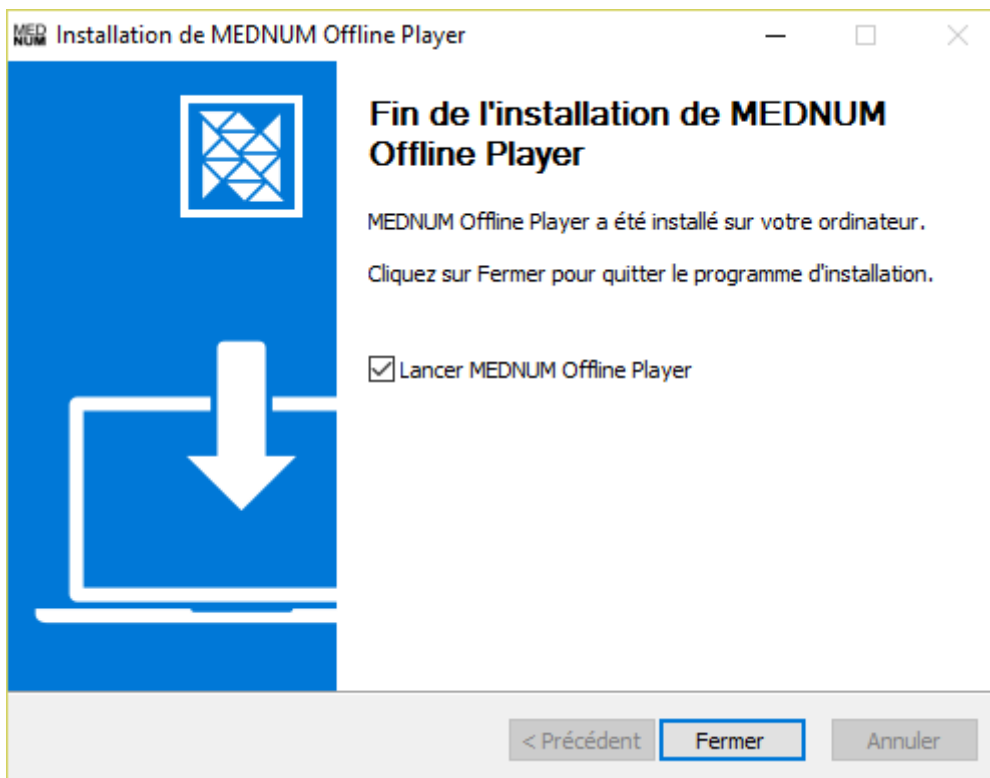 MED
NUM
Installation de MEDNUM Offline Player
Fin de l'installation de MEDNUM
Offline Player
MEDNUM Offline Player a été installé sur votre ordinateur.
Cliquez sur Fermer pour quitter le programme d'installation.
Lancer MEDNUM Offline Player
< Précédent
Fermer
Annuler